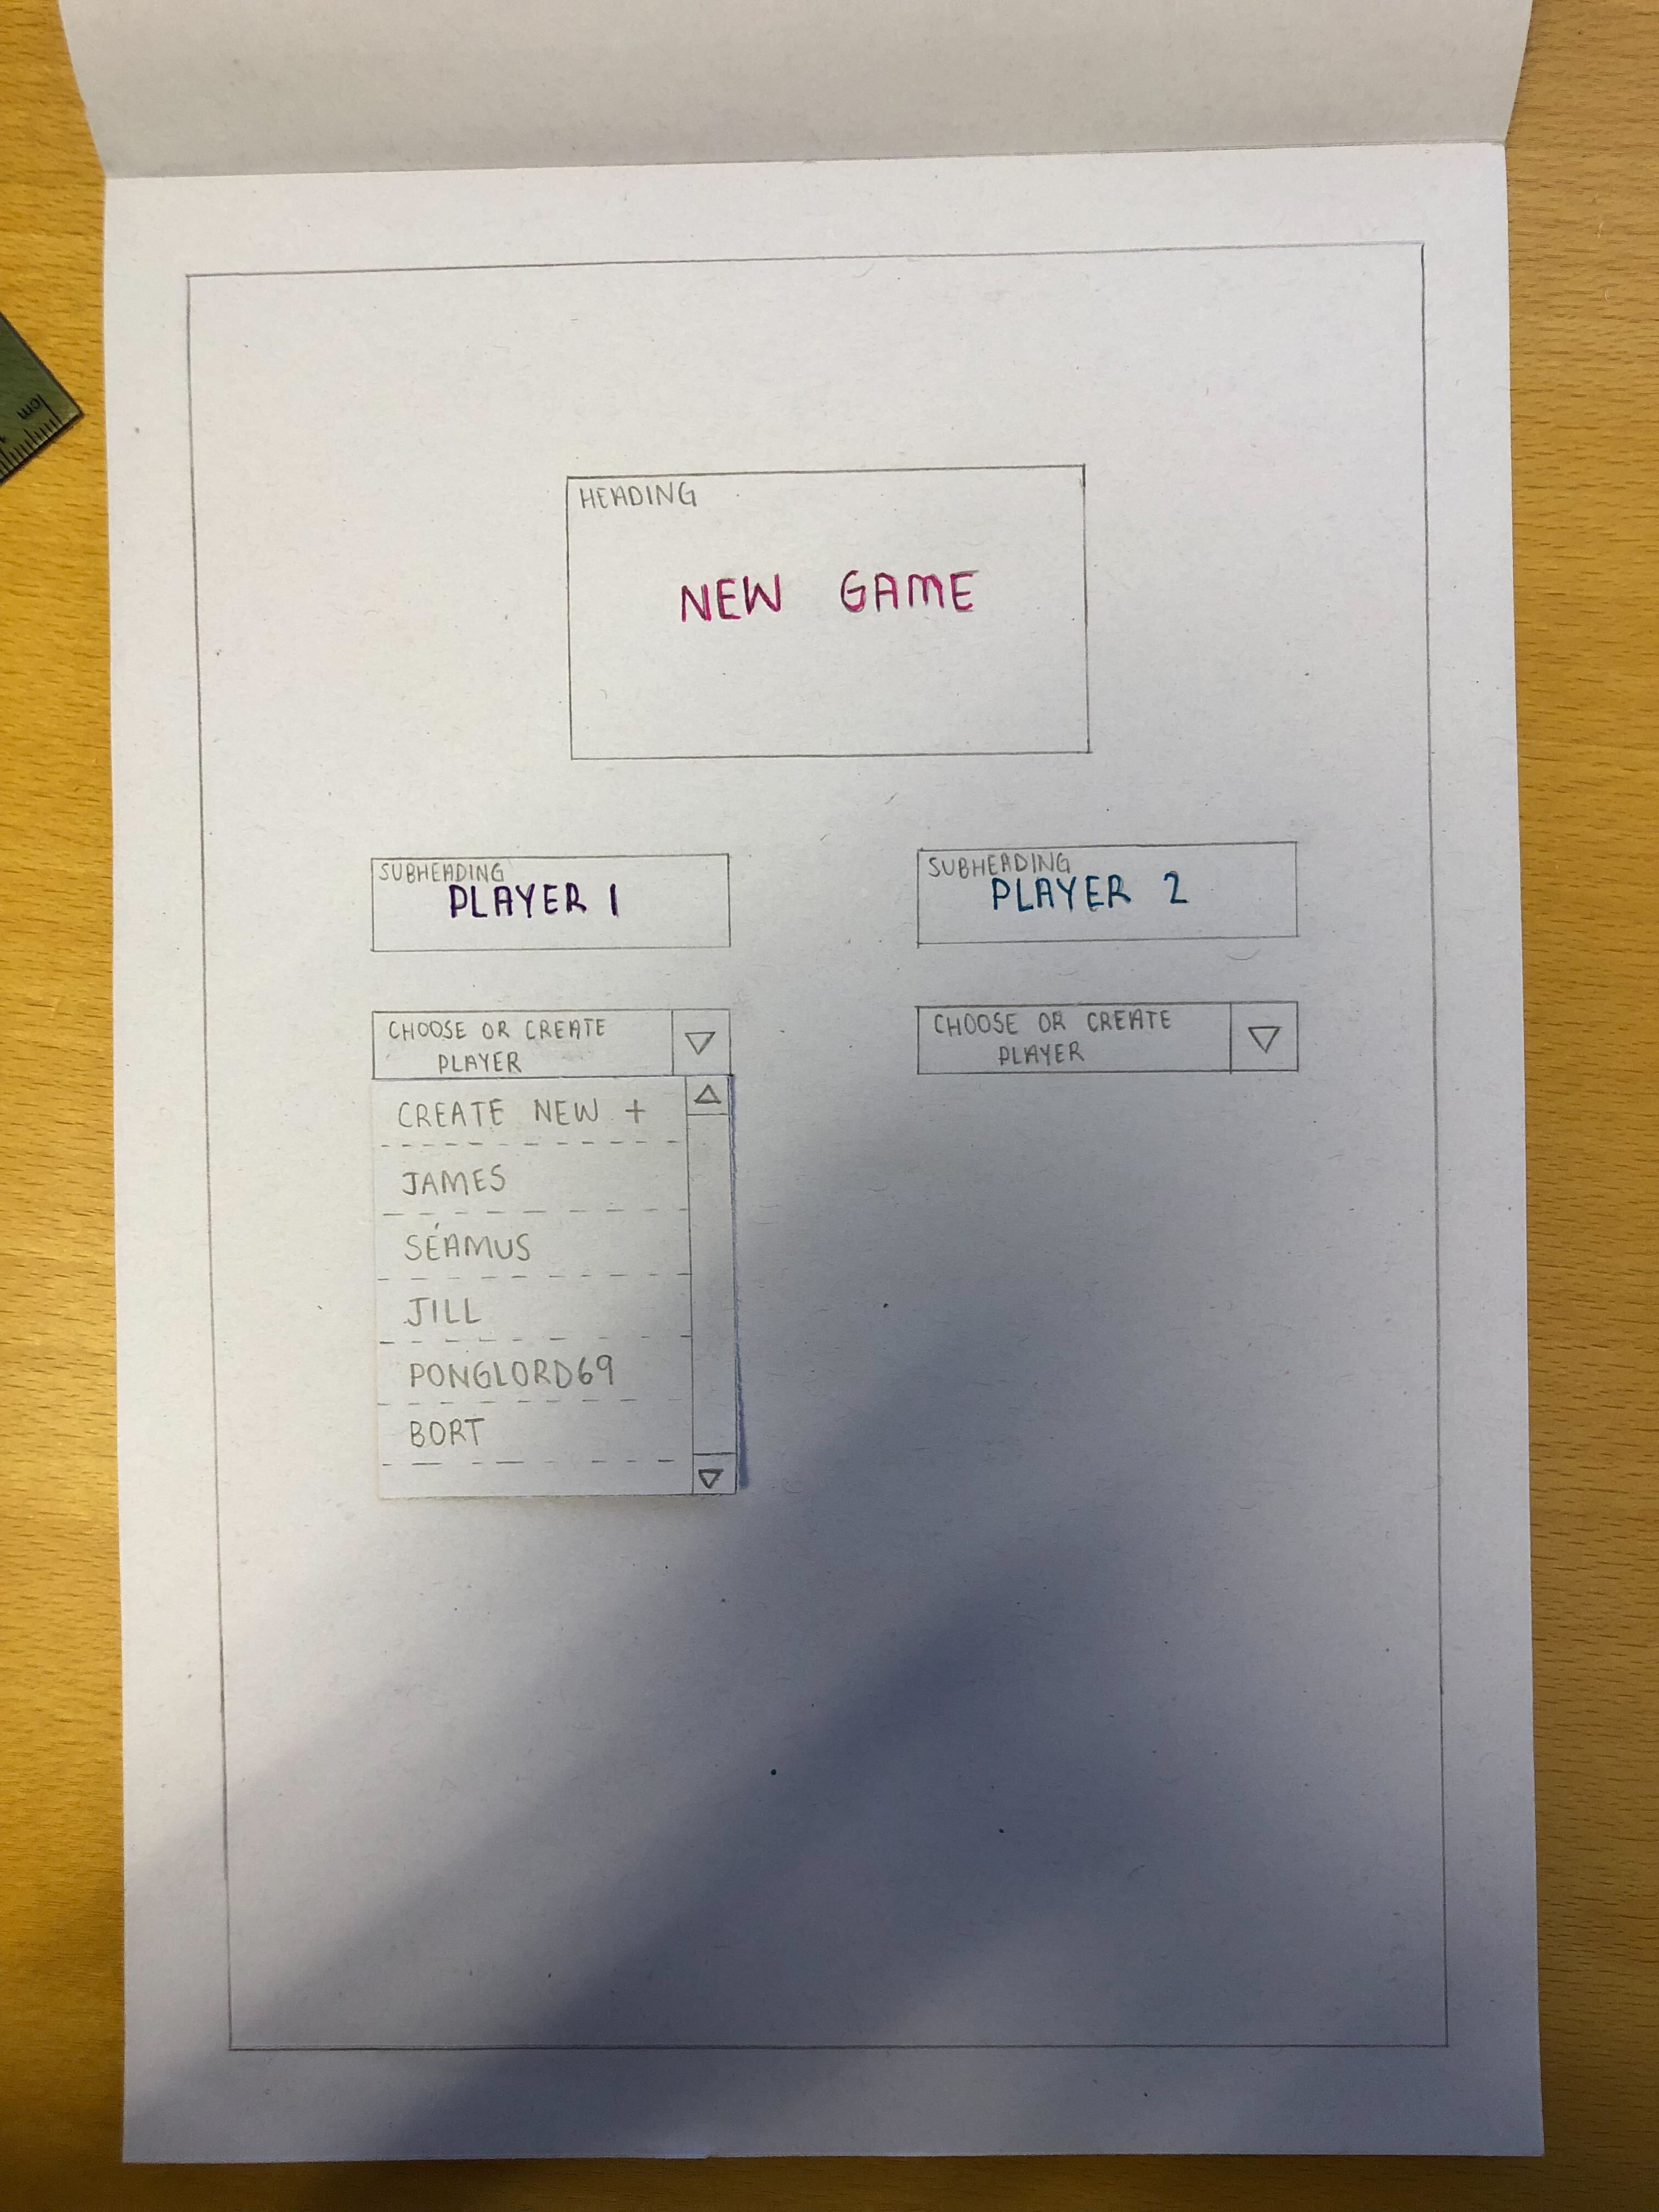 1cm
HEADING
NEW GAME
SUBHEADING
PLAYER 1
SUBHEADING
PLAYER 2
CHOOSE OR CREATE
PLAYER
CHOOSE OR CREATE
PLAYER
CREATE NEW +
JAMES
SÉAMUS
JILL
PONGLORD69
BORT